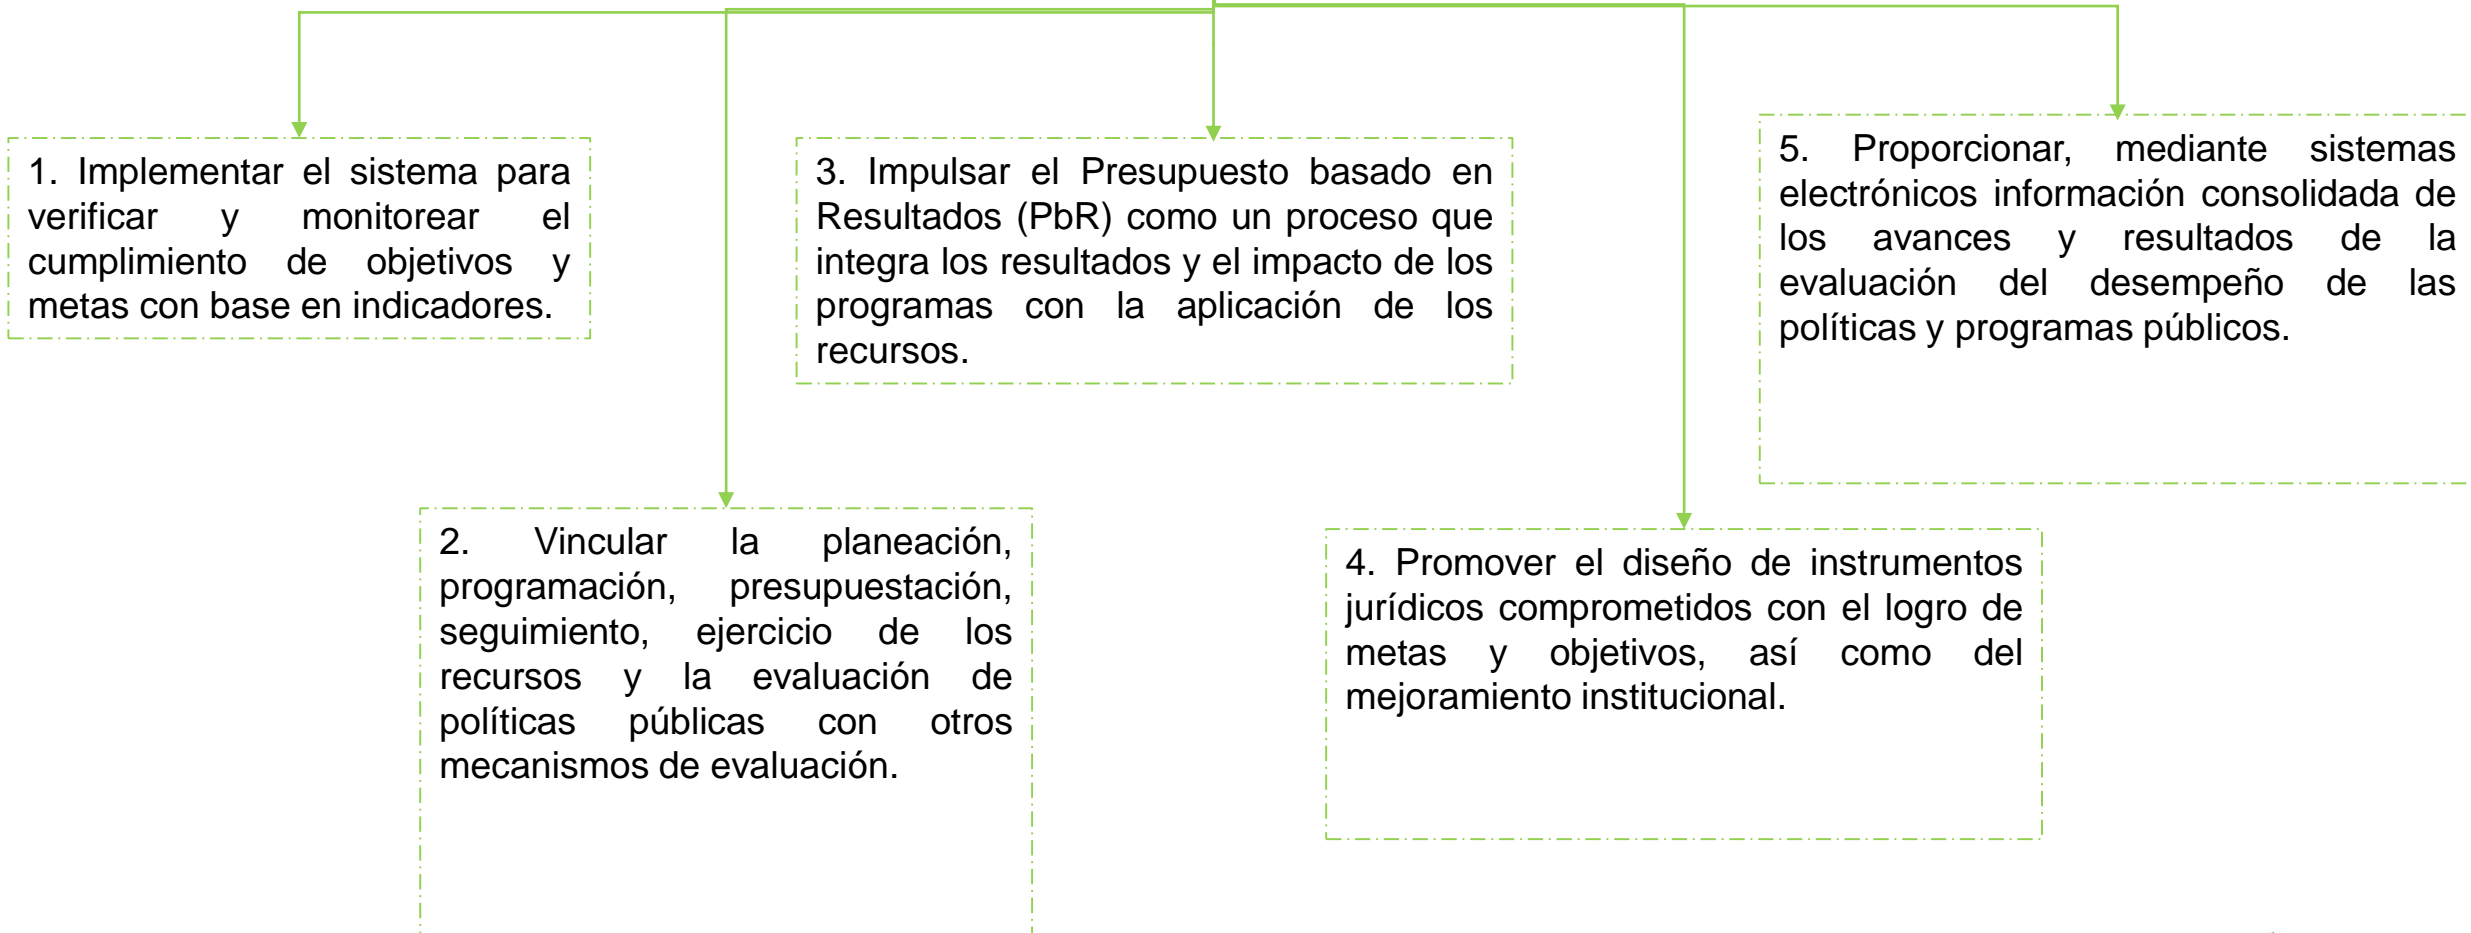 1. Implementar el sistema para
verificar y monitorear el
cumplimiento de objetivos y
metas con base en indicadores.
2. Vincular la planeación,
programación, presupuestación,
seguimiento, ejercicio de los
recursos y la evaluación de
políticas públicas con otros
mecanismos de evaluación.
3. Impulsar el Presupuesto basado en
Resultados (PbR) como un proceso que
integra los resultados y el impacto de los
programas con la aplicación de los
recursos.
4. Promover el diseño de instrumentos
jurídicos comprometidos con el logro de
metas y objetivos, así como del
mejoramiento institucional.
5. Proporcionar, mediante sistemas
electrónicos información consolidada de
los avances y resultados de la
evaluación del desempeño de las
políticas y programas públicos.